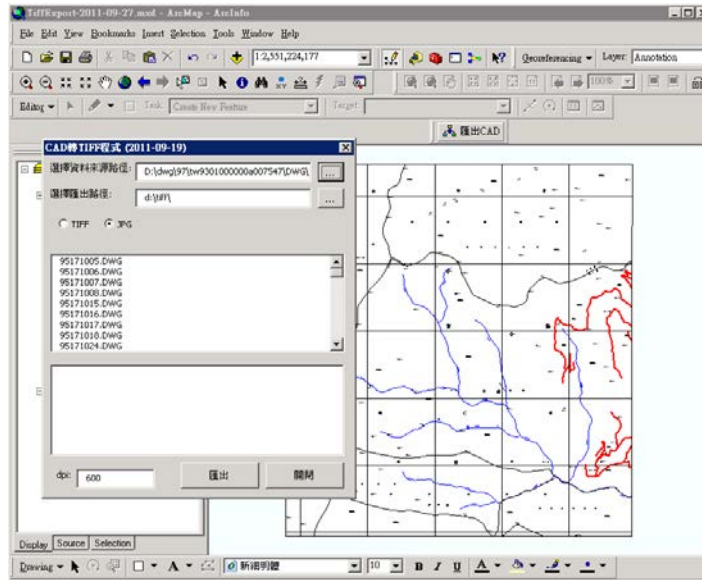 TiffExport-2011-09-27.mxd - ArcMap - ArcInfo
File Edit View Bookmarks Insert Selection Tools Window Help
1:2,551,224,177
Georeferencing Layer: Annotation
100%
Editor Task: Create New Feature Target:
匯出CAD
CAD轉TIFF程式 (2011-09-19)
選擇資料來源路徑: D:\dwg\97\tw9301000000a007547\DWG\ ...
選擇匯出路徑: d:\tiff\ ...
TIFF JPG
95171005.DWG
95171006.DWG
95171007.DWG
95171008.DWG
95171015.DWG
95171016.DWG
95171017.DWG
95171018.DWG
95171024.DWG
dpi: 600 匯出 關閉
Display Source Selection
Drawing A 新細明體 10 B I U A